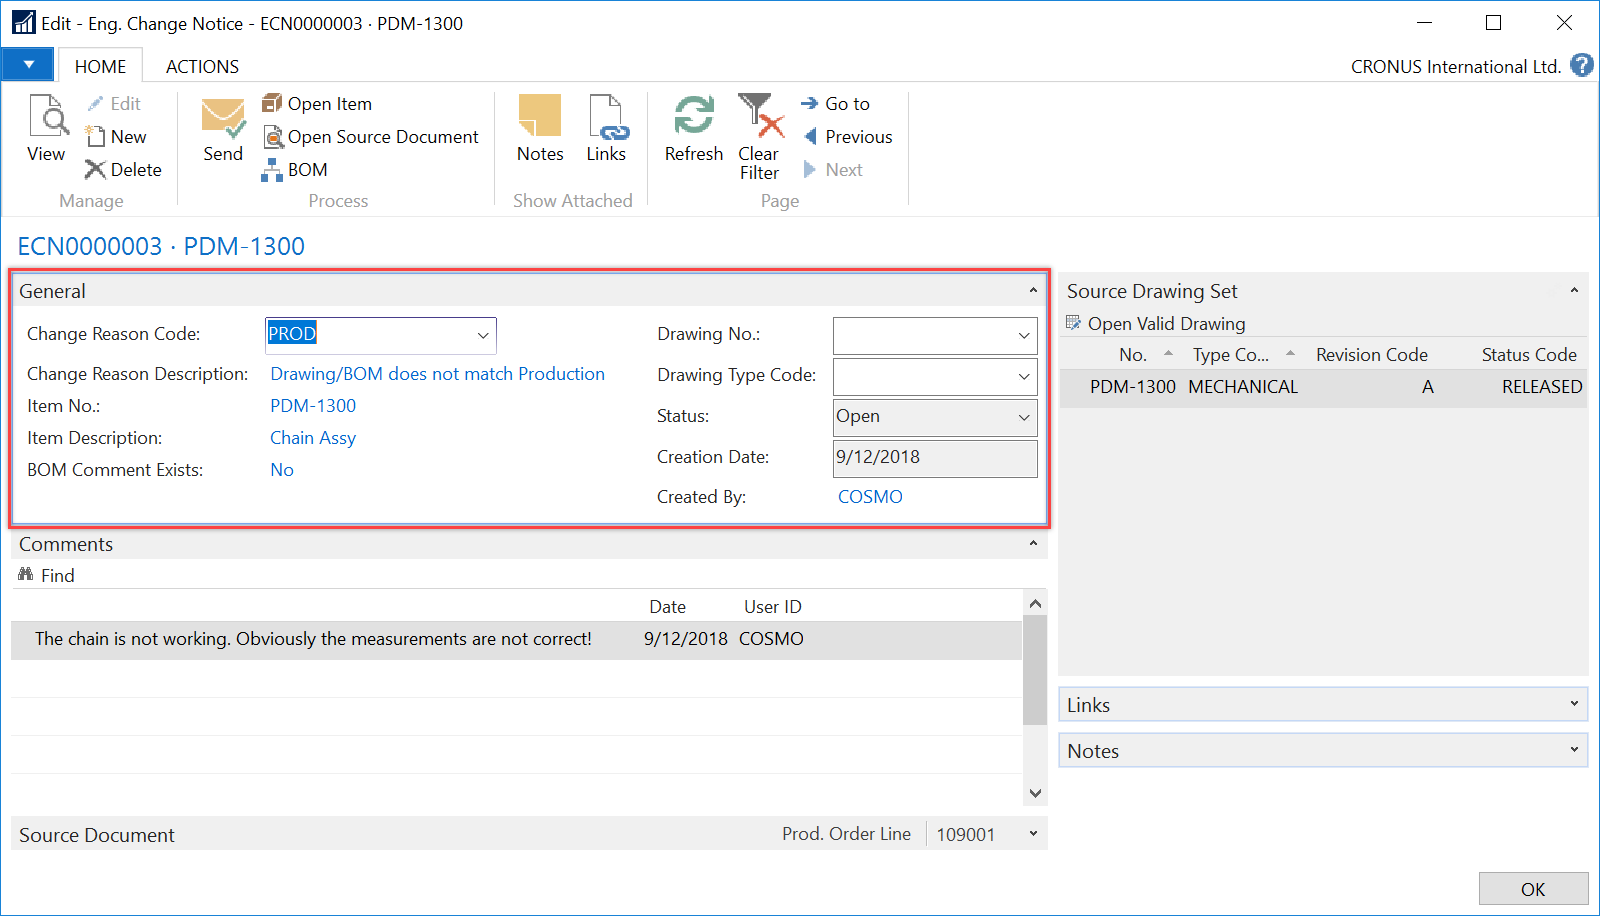 Edit - Eng. Change Notice - ECN0000003 · PDM-1300
HOME ACTIONS CRONUS International Ltd. ?
View
Edit
New
Delete
Manage
Send
Open Item
Open Source Document
BOM
Process
Notes
Links
Show Attached
Refresh
Clear
Filter
Go to
Previous
Next
Page
ECN0000003 · PDM-1300
General
Change Reason Code: PROD
Change Reason Description: Drawing/BOM does not match Production
Item No.: PDM-1300
Item Description: Chain Assy
BOM Comment Exists: No
Drawing No.:
Drawing Type Code:
Status: Open
Creation Date: 9/12/2018
Created By: COSMO
Comments
Find
Date User ID
The chain is not working. Obviously the measurements are not correct! 9/12/2018 COSMO
Source Document Prod. Order Line 109001
Source Drawing Set
Open Valid Drawing
No. Type Co... Revision Code Status Code
PDM-1300 MECHANICAL A RELEASED
Links
Notes
OK